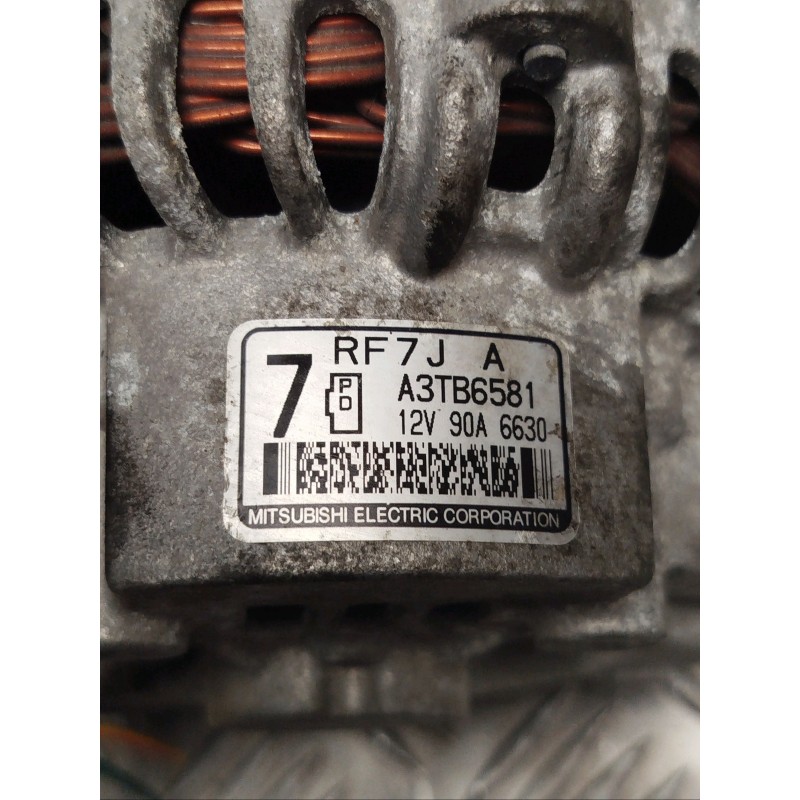 RF7J A
7
P
D
A3TB6581
12V 90A 6630
MITSUBISHI ELECTRIC CORPORATION